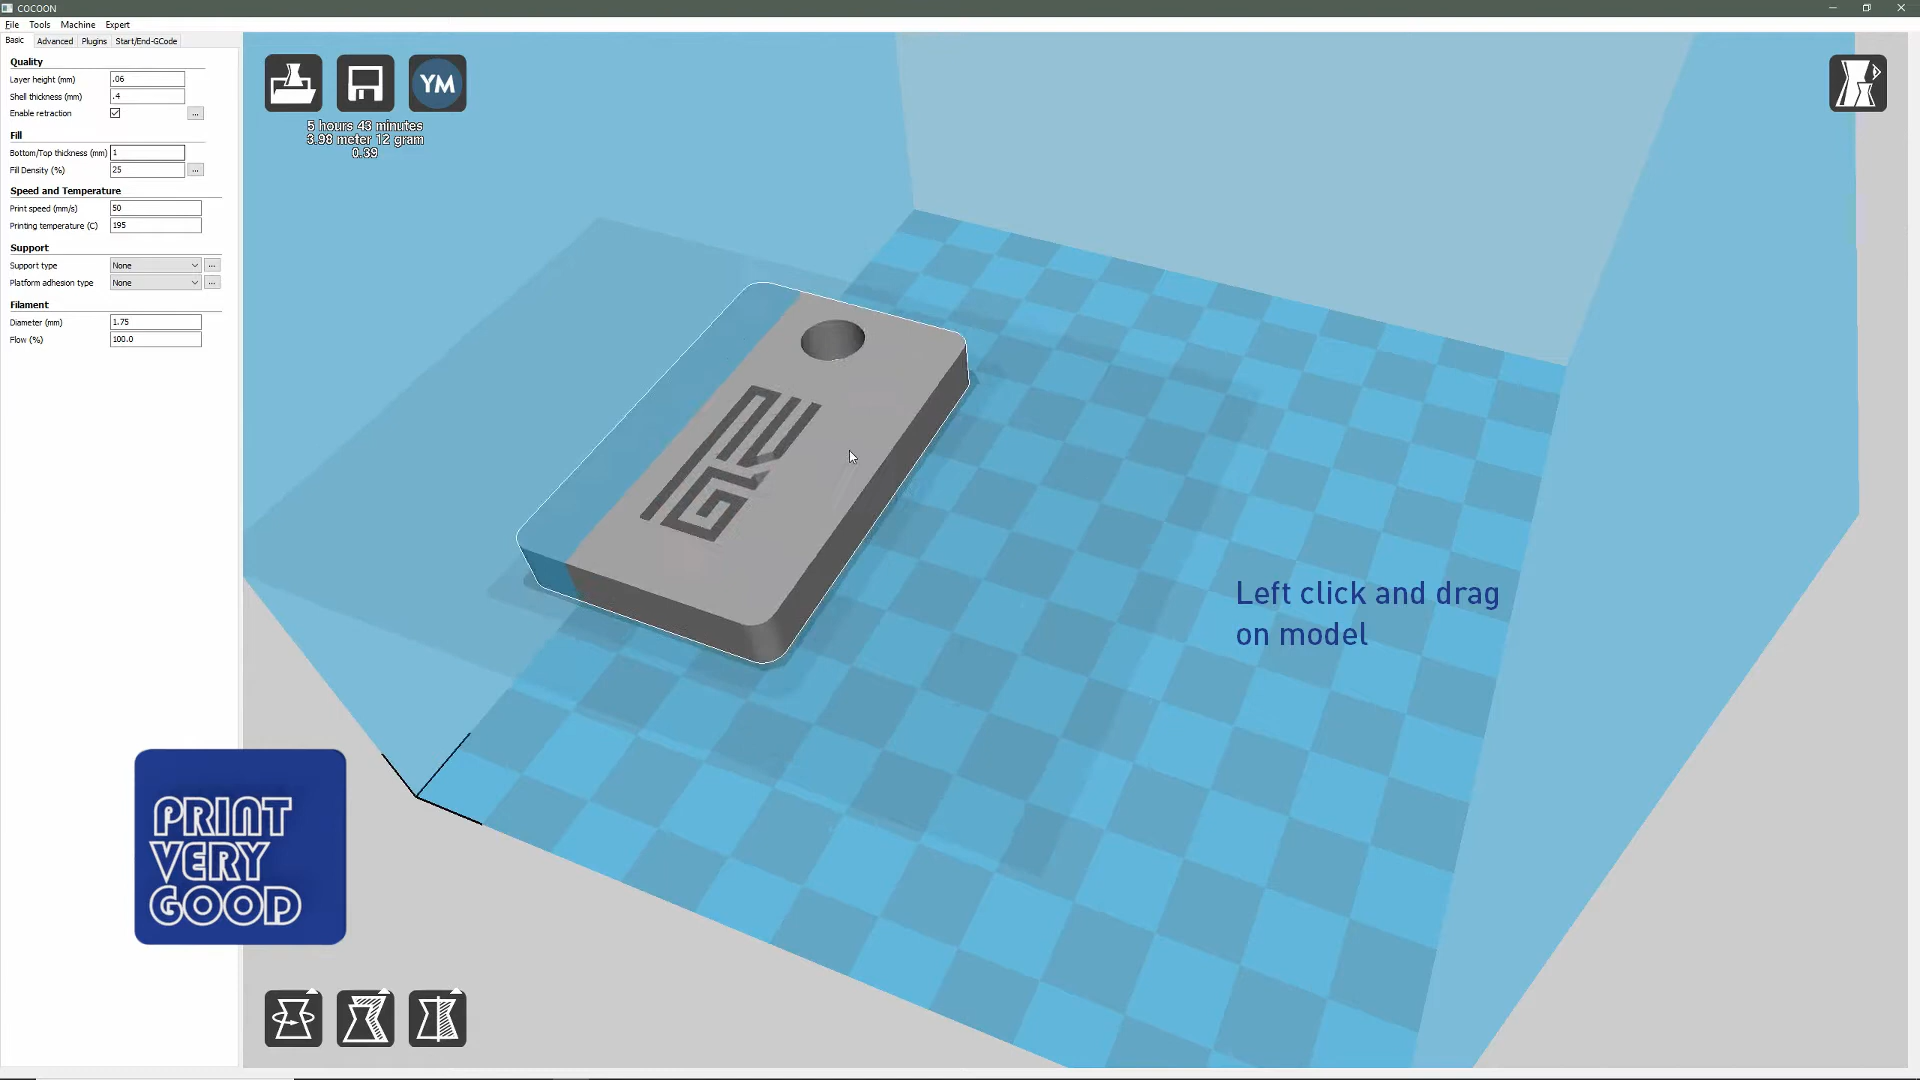 COCOON
File Tools Machine Expert
Basic Advanced Plugins Start/End-GCode
Quality
Layer height (mm) .06
Shell thickness (mm) .4
Enable retraction ...
Fill
Bottom/Top thickness (mm) 1
Fill Density (%) 25 ...
Speed and Temperature
Print speed (mm/s) 50
Printing temperature (C) 195
Support
Support type None ...
Platform adhesion type None ...
Filament
Diameter (mm) 1.75
Flow (%) 100.0
YM
5 hours 43 minutes
3.98 meter 12 gram
0.39
Left click and drag
on model
PRINT
VERY
GOOD